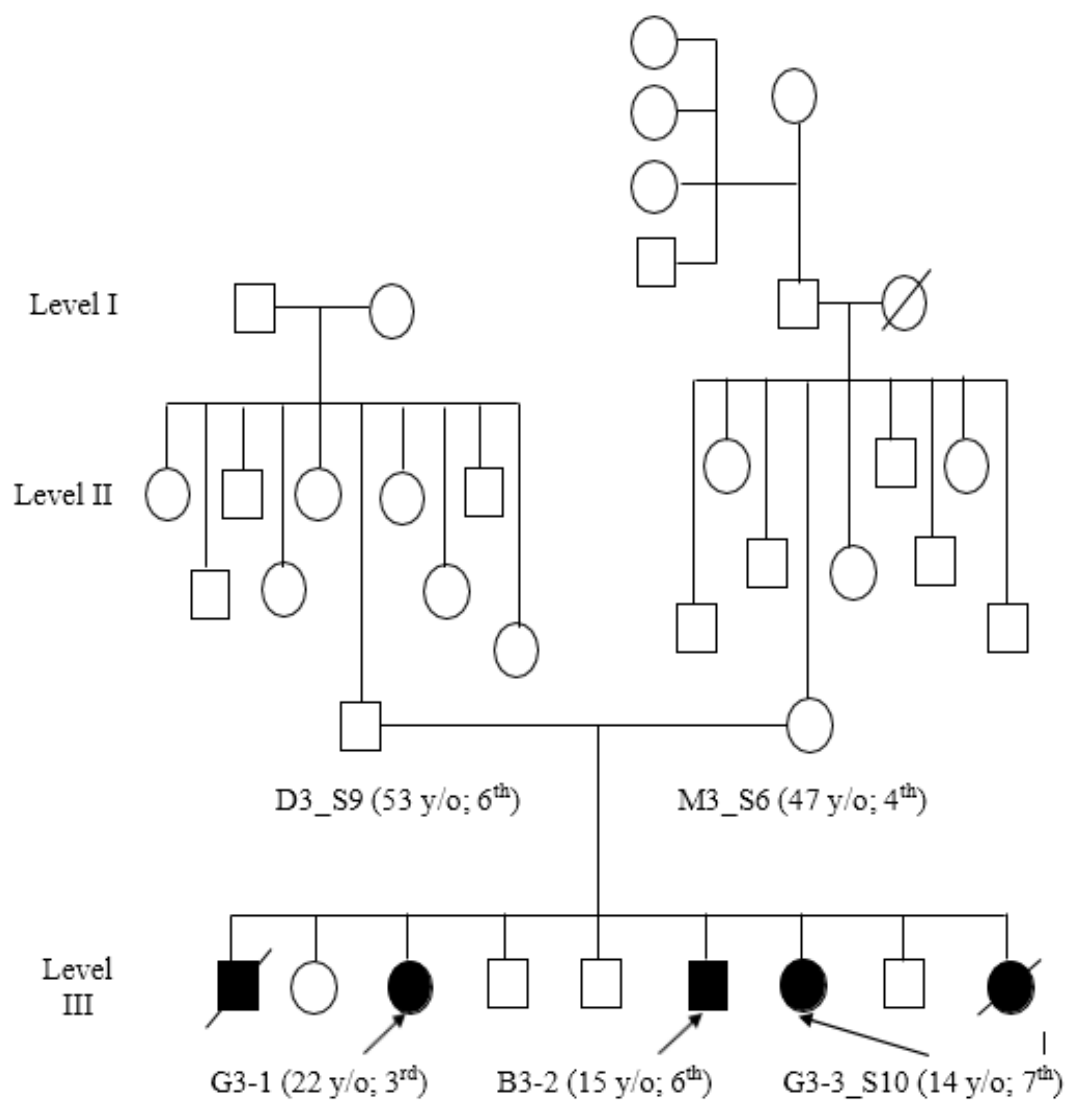 Level I
Level II
D3_S9 (53 y/o; 6th)
M3_S6 (47 y/o; 4th)
Level
III
G3-1 (22 y/o; 3rd)
B3-2 (15 y/o; 6th)
G3-3_S10 (14 y/o; 7th)